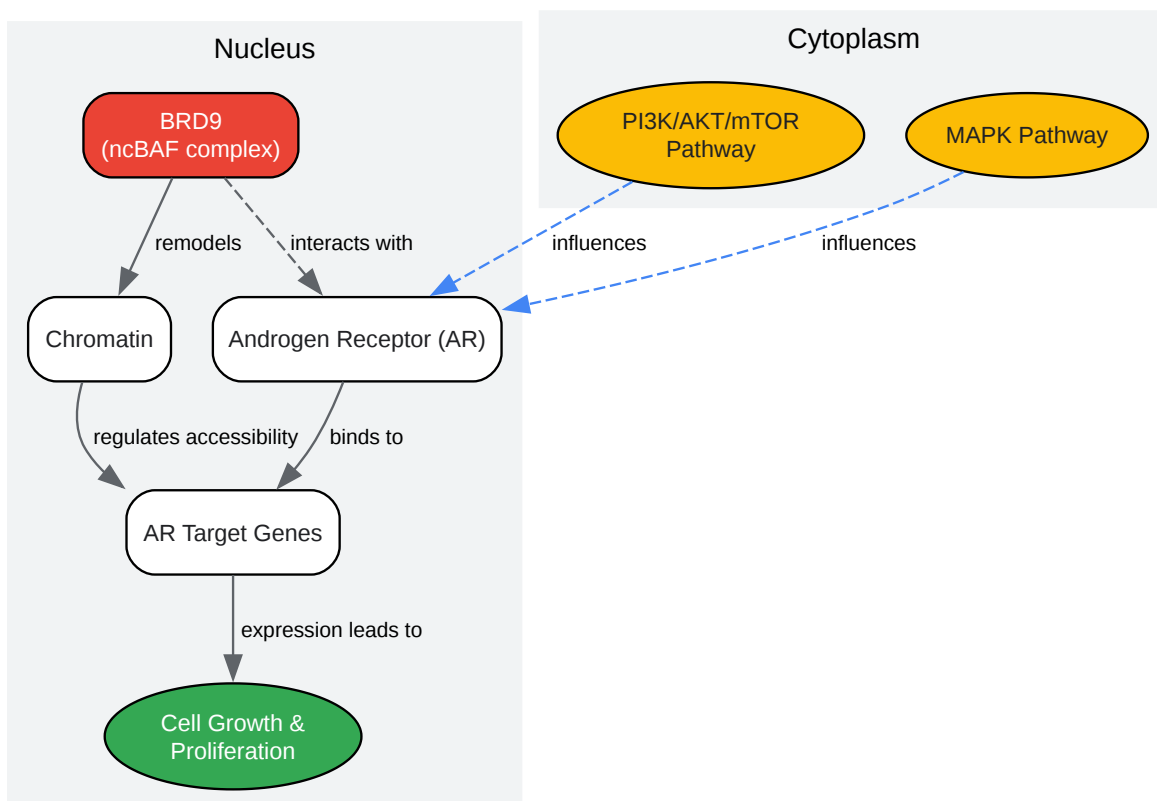 Nucleus
Cytoplasm
BRD9
(ncBAF complex)
PI3K/AKT/mTOR
Pathway
MAPK Pathway
remodels
interacts with
influences
influences
Chromatin
Androgen Receptor (AR)
regulates accessibility
binds to
AR Target Genes
expression leads to
Cell Growth &
Proliferation